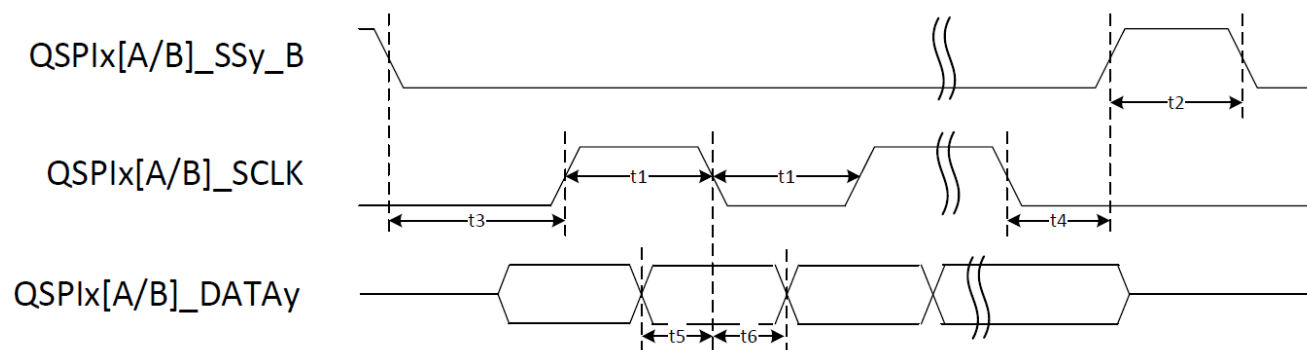 QSPIx[A/B]_SSy_B
t2
QSPIx[A/B]_SCLK
t1
t1
t3
t4
QSPIx[A/B]_DATAy
t5
t6